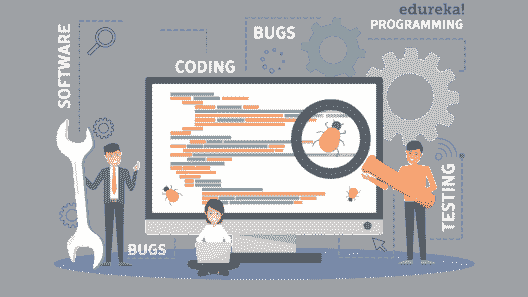 edureka!
PROGRAMMING
SOFTWARE
BUGS
CODING
TESTING
BUGS